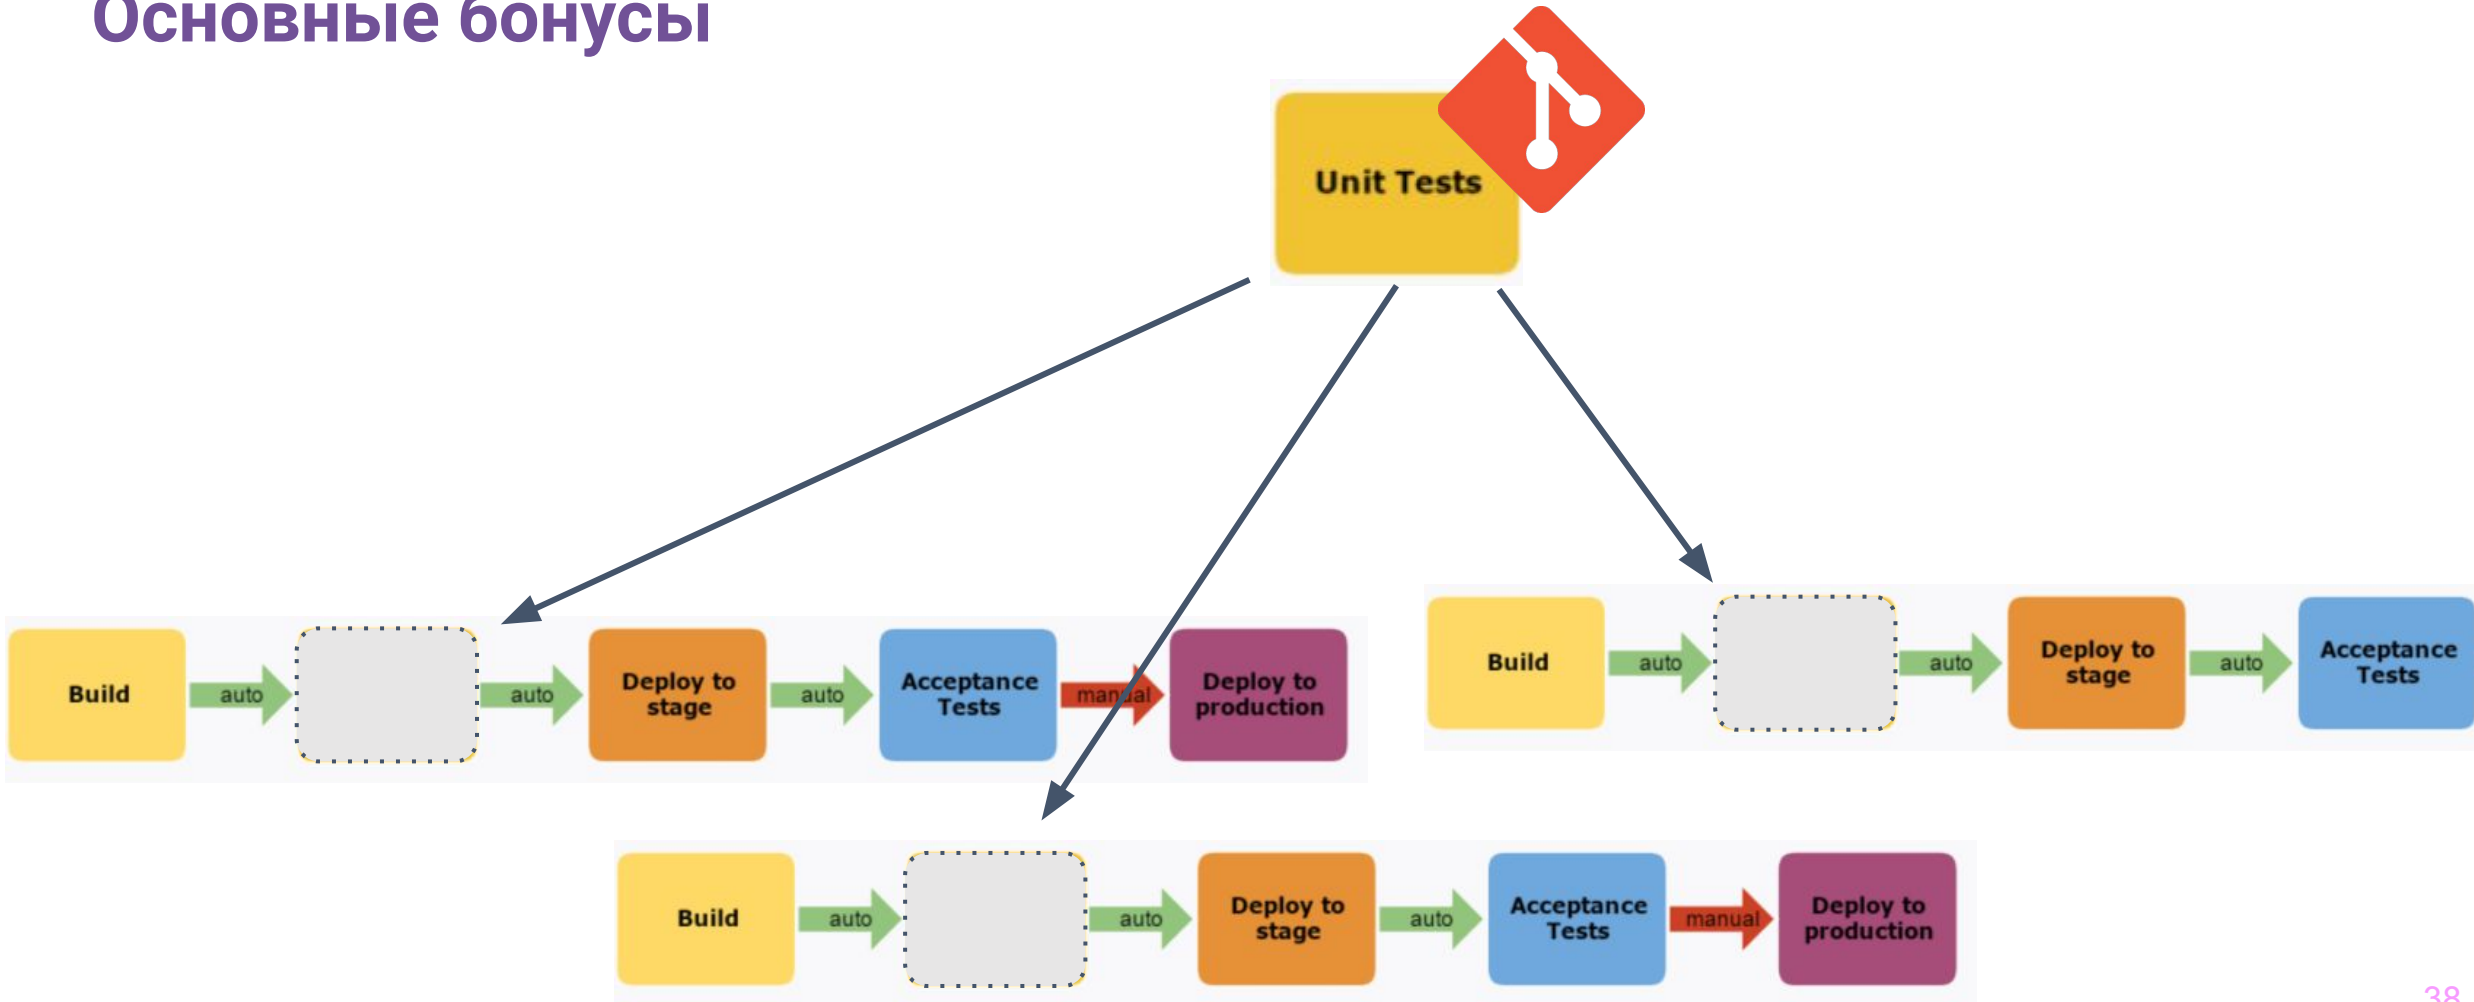 Основные бонусы
Unit Tests
Build
auto
auto
Deploy to
stage
auto
Acceptance
Tests
manual
Deploy to
production
Build
auto
auto
Deploy to
stage
auto
Acceptance
Tests
Build
auto
auto
Deploy to
stage
auto
Acceptance
Tests
manual
Deploy to
production
38